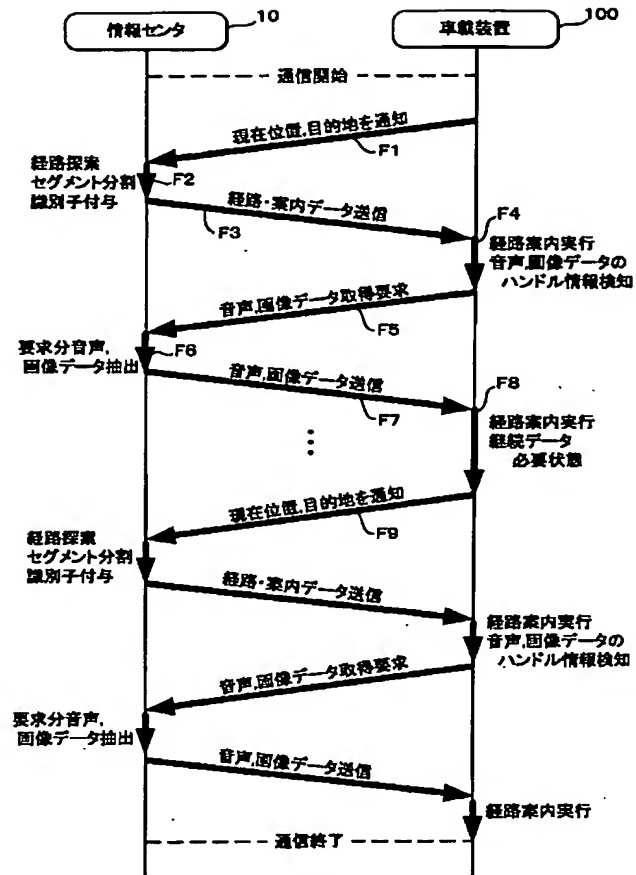 情報センタ
10
車載装置
100
通信開始
現在位置,目的地を通知
F1
経路探索
セグメント分割
識別子付与
F2
経路・案内データ送信
F3
F4
経路案内実行
音声,画像データの
ハンドル情報検知
音声,画像データ取得要求
F5
要求分音声,
画像データ抽出
F6
音声,画像データ送信
F7
F8
経路案内実行
継続データ
必要状態
現在位置,目的地を通知
F9
経路探索
セグメント分割
識別子付与
経路・案内データ送信
経路案内実行
音声,画像データの
ハンドル情報検知
音声,画像データ取得要求
要求分音声,
画像データ抽出
音声,画像データ送信
経路案内実行
通信終了